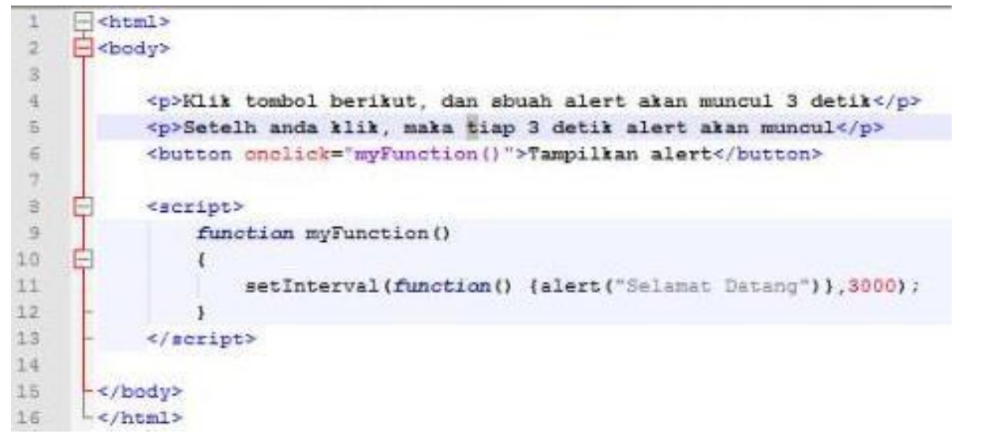 1 <html>
2 <body>
3
4 <p>Klik tombol berikut, dan sbuah alert akan muncul 3 detik</p>
5 <p>Setelh anda klik, maka tiap 3 detik alert akan muncul</p>
6 <button onclick="myFunction()">Tampilkan alert</button>
7
8 <script>
9 function myFunction()
10 {
11 setInterval(function() {alert("Selamat Datang")},3000);
12 }
13 </script>
14
15 </body>
16 </html>